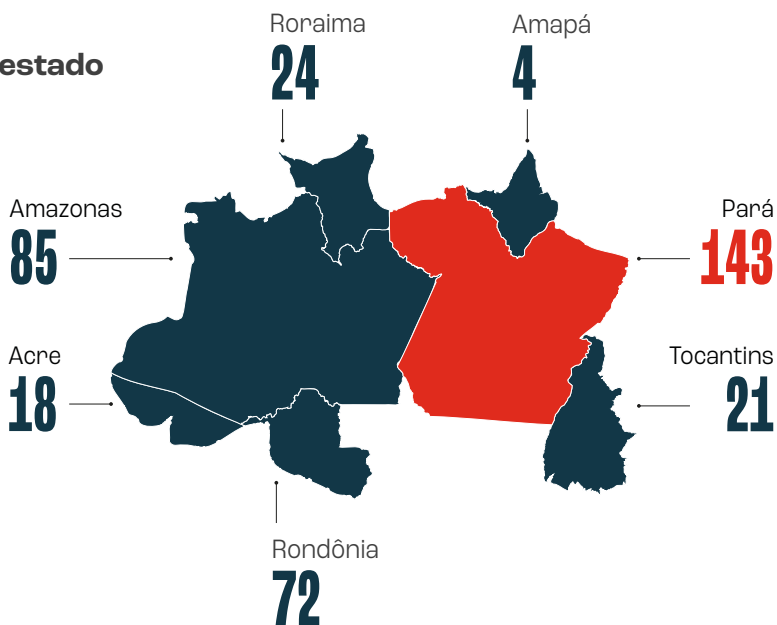 estado
Roraima
24
Amapá
4
Amazonas
85
Pará
143
Acre
18
Tocantins
21
Rondônia
72